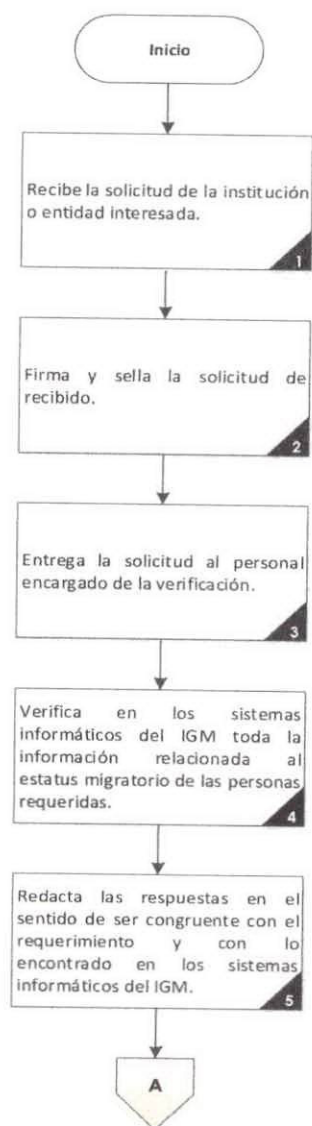 Inicio
Recibe la solicitud de la institución
o entidad interesada.
1
Firma y sella la solicitud de
recibido.
2
Entrega la solicitud al personal
encargado de la verificación.
3
Verifica en los sistemas
informáticos del IGM toda la
información relacionada al
estatus migratorio de las personas
requeridas.
4
Redacta las respuestas en el
sentido de ser congruente con el
requerimiento y con lo
encontrado en los sistemas
informáticos del IGM.
5
A